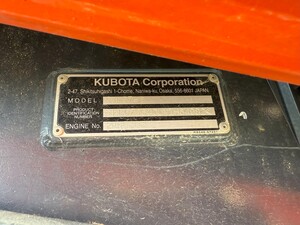 KUBOTA Corporation
2-47, Shikitsuhigashi 1-Chome, Naniwa-ku, Osaka, 556-8601 JAPAN.
MODEL
PRODUCT
IDENTIFICATION
NUMBER
ENGINE No.